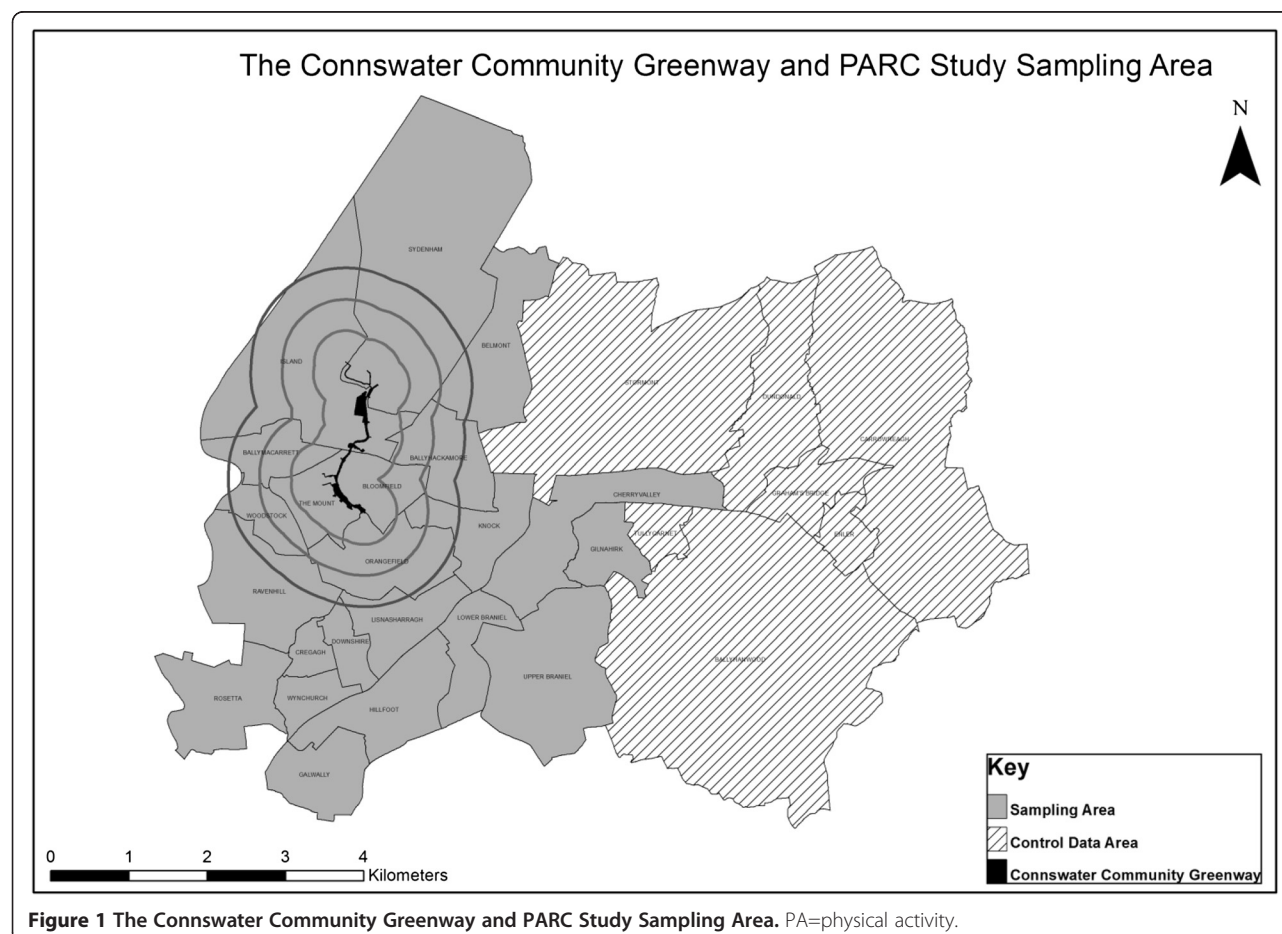 The Connswater Community Greenway and PARC Study Sampling Area
N
SYDENHAM
BELMONT
ISLAND
STORMONT
DUNDONALD
CARROWREAGH
BALLYMACARRETT
BALLYHACKAMORE
BLOOMFIELD
CHERRYVALLEY
GRAHAM'S BRIDGE
THE MOUNT
WOODSTOCK
KNOCK
TULLYCARNET
ENLER
GILNAHIRK
ORANGEFIELD
RAVENHILL
LISNASHARRAGH
LOWER BRANIEL
DOWNSHIRE
CREGAGH
BALLYHANWOOD
UPPER BRANIEL
ROSETTA
WYNCHURCH
HILLFOOT
GALWALLY
Key
Sampling Area
Control Data Area
Connswater Community Greenway
0 1 2 3 4
Kilometers
Figure 1 The Connswater Community Greenway and PARC Study Sampling Area. PA=physical activity.